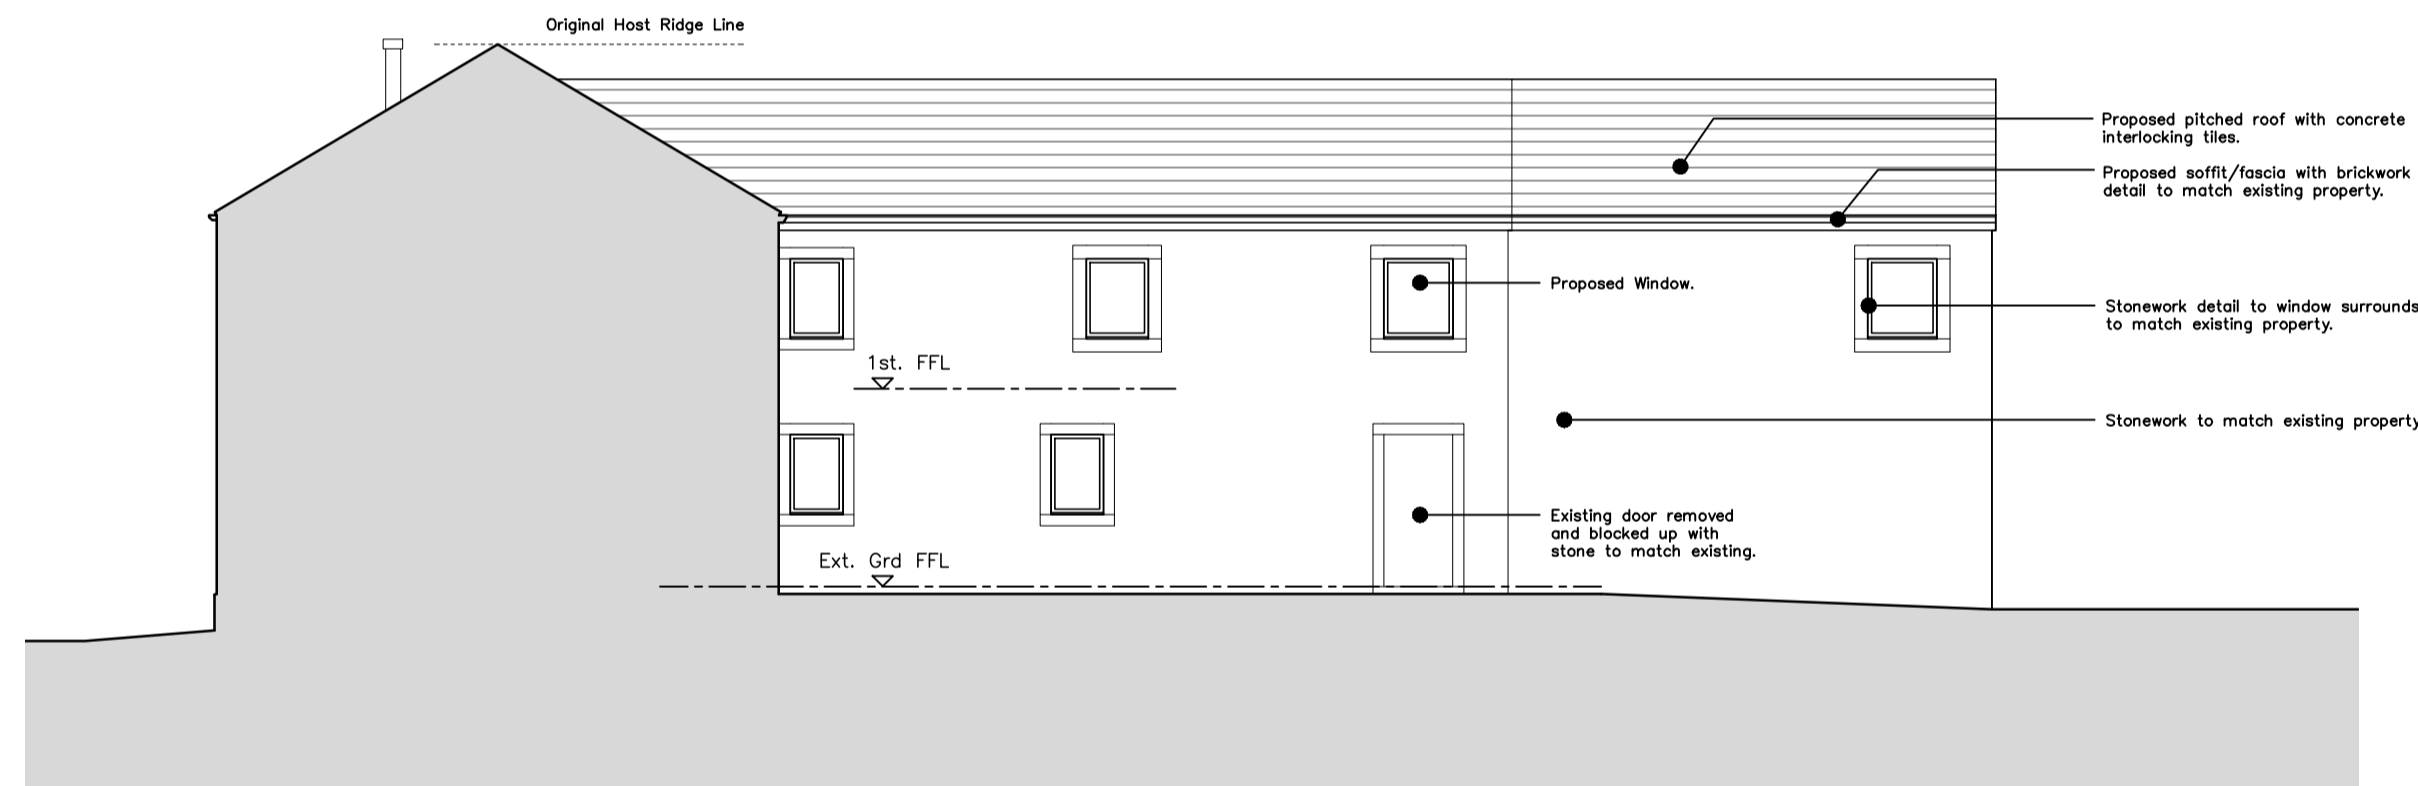 Original Host Ridge Line
Proposed pitched roof with concrete
interlocking tiles.
Proposed soffit/fascia with brickwork
detail to match existing property.
Proposed Window.
Stonework detail to window surrounds
to match existing property.
1st. FFL
Stonework to match existing property
Existing door removed
and blocked up with
stone to match existing.
Ext. Grd FFL